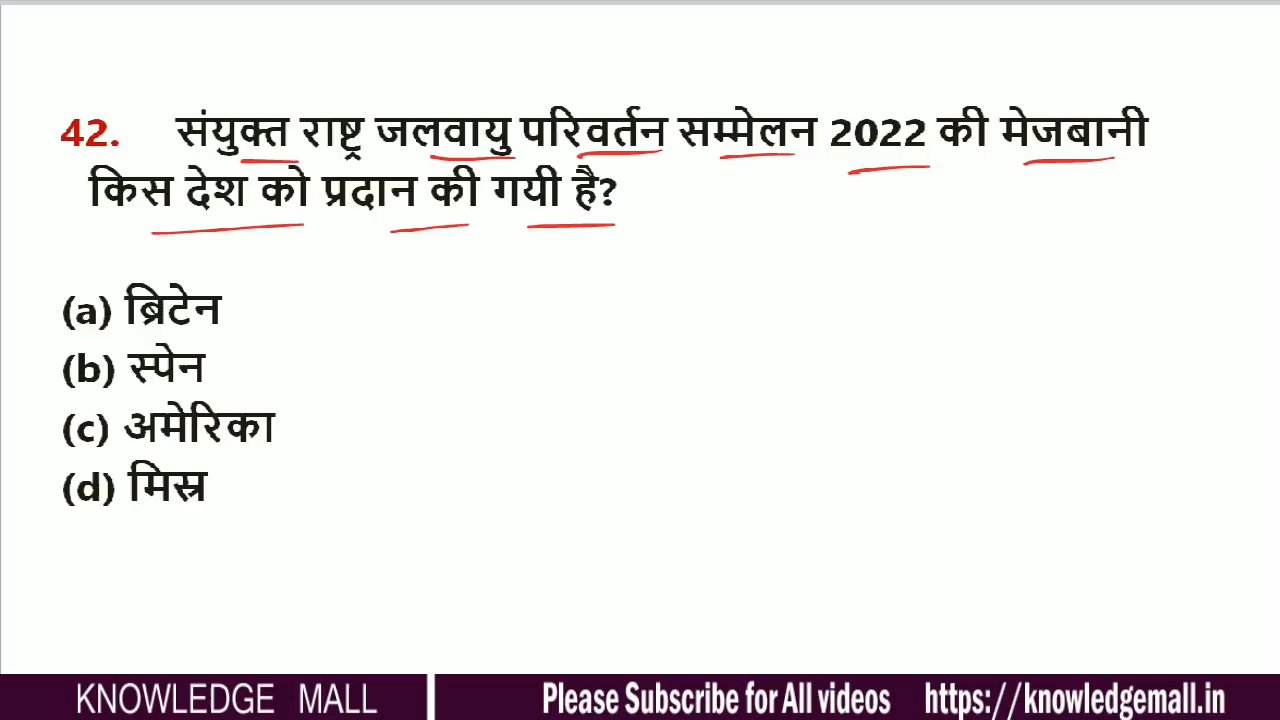 42. संयुक्त राष्ट्र जलवायु परिवर्तन सम्मेलन 2022 की मेजबानी
किस देश को प्रदान की गयी है?
(a) ब्रिटेन
(b) स्पेन
(c) अमेरिका
(d) मिस्र
KNOWLEDGE MALL Please Subscribe for All videos https://knowledgemall.in